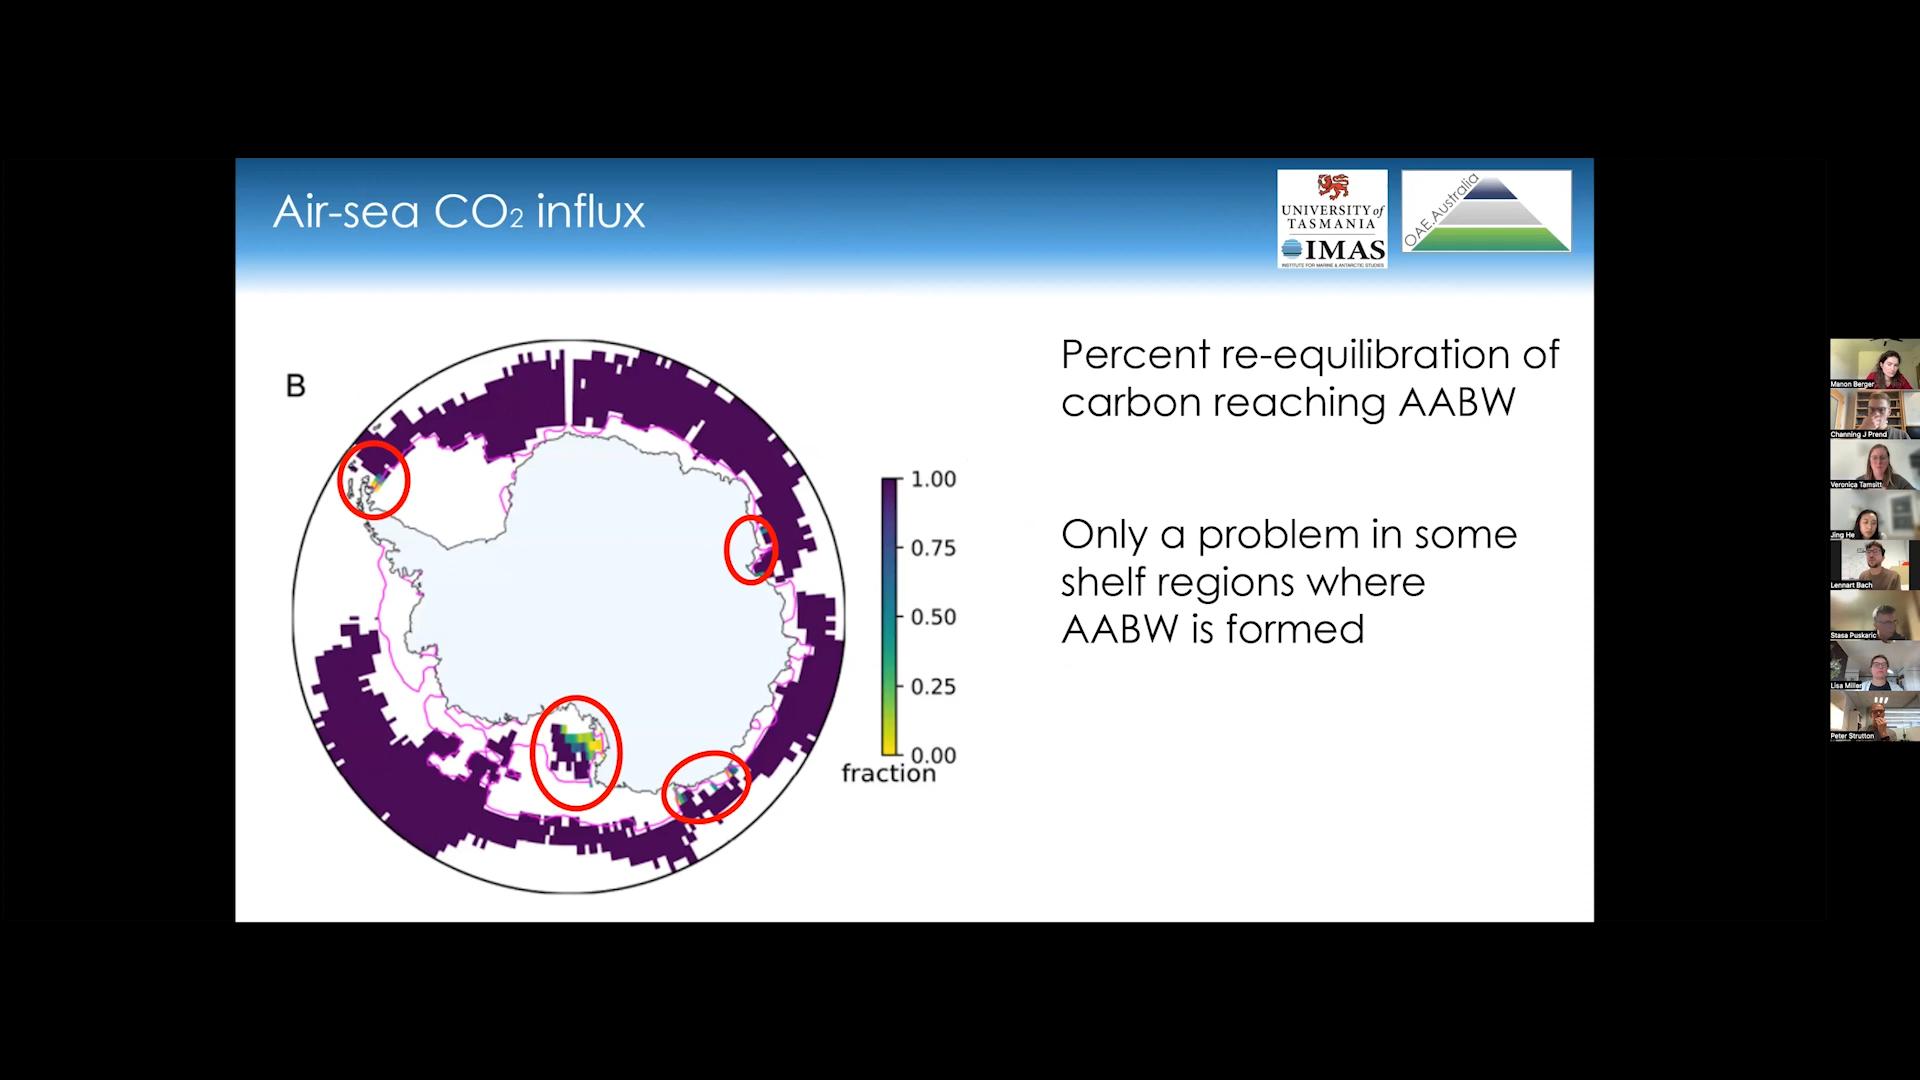 Air-sea CO2 influx
UNIVERSITY of
TASMANIA
IMAS
INSTITUTE FOR MARINE & ANTARCTIC STUDIES
OAE.Australia
B
1.00
0.75
0.50
0.25
0.00
fraction
Percent re-equilibration of
carbon reaching AABW
Only a problem in some
shelf regions where
AABW is formed
Manon Berger
Channing J Prend
Veronica Tamsitt
Jing He
Lennart Bach
Stasa Puskaric
Lisa Miller
Peter Strutton